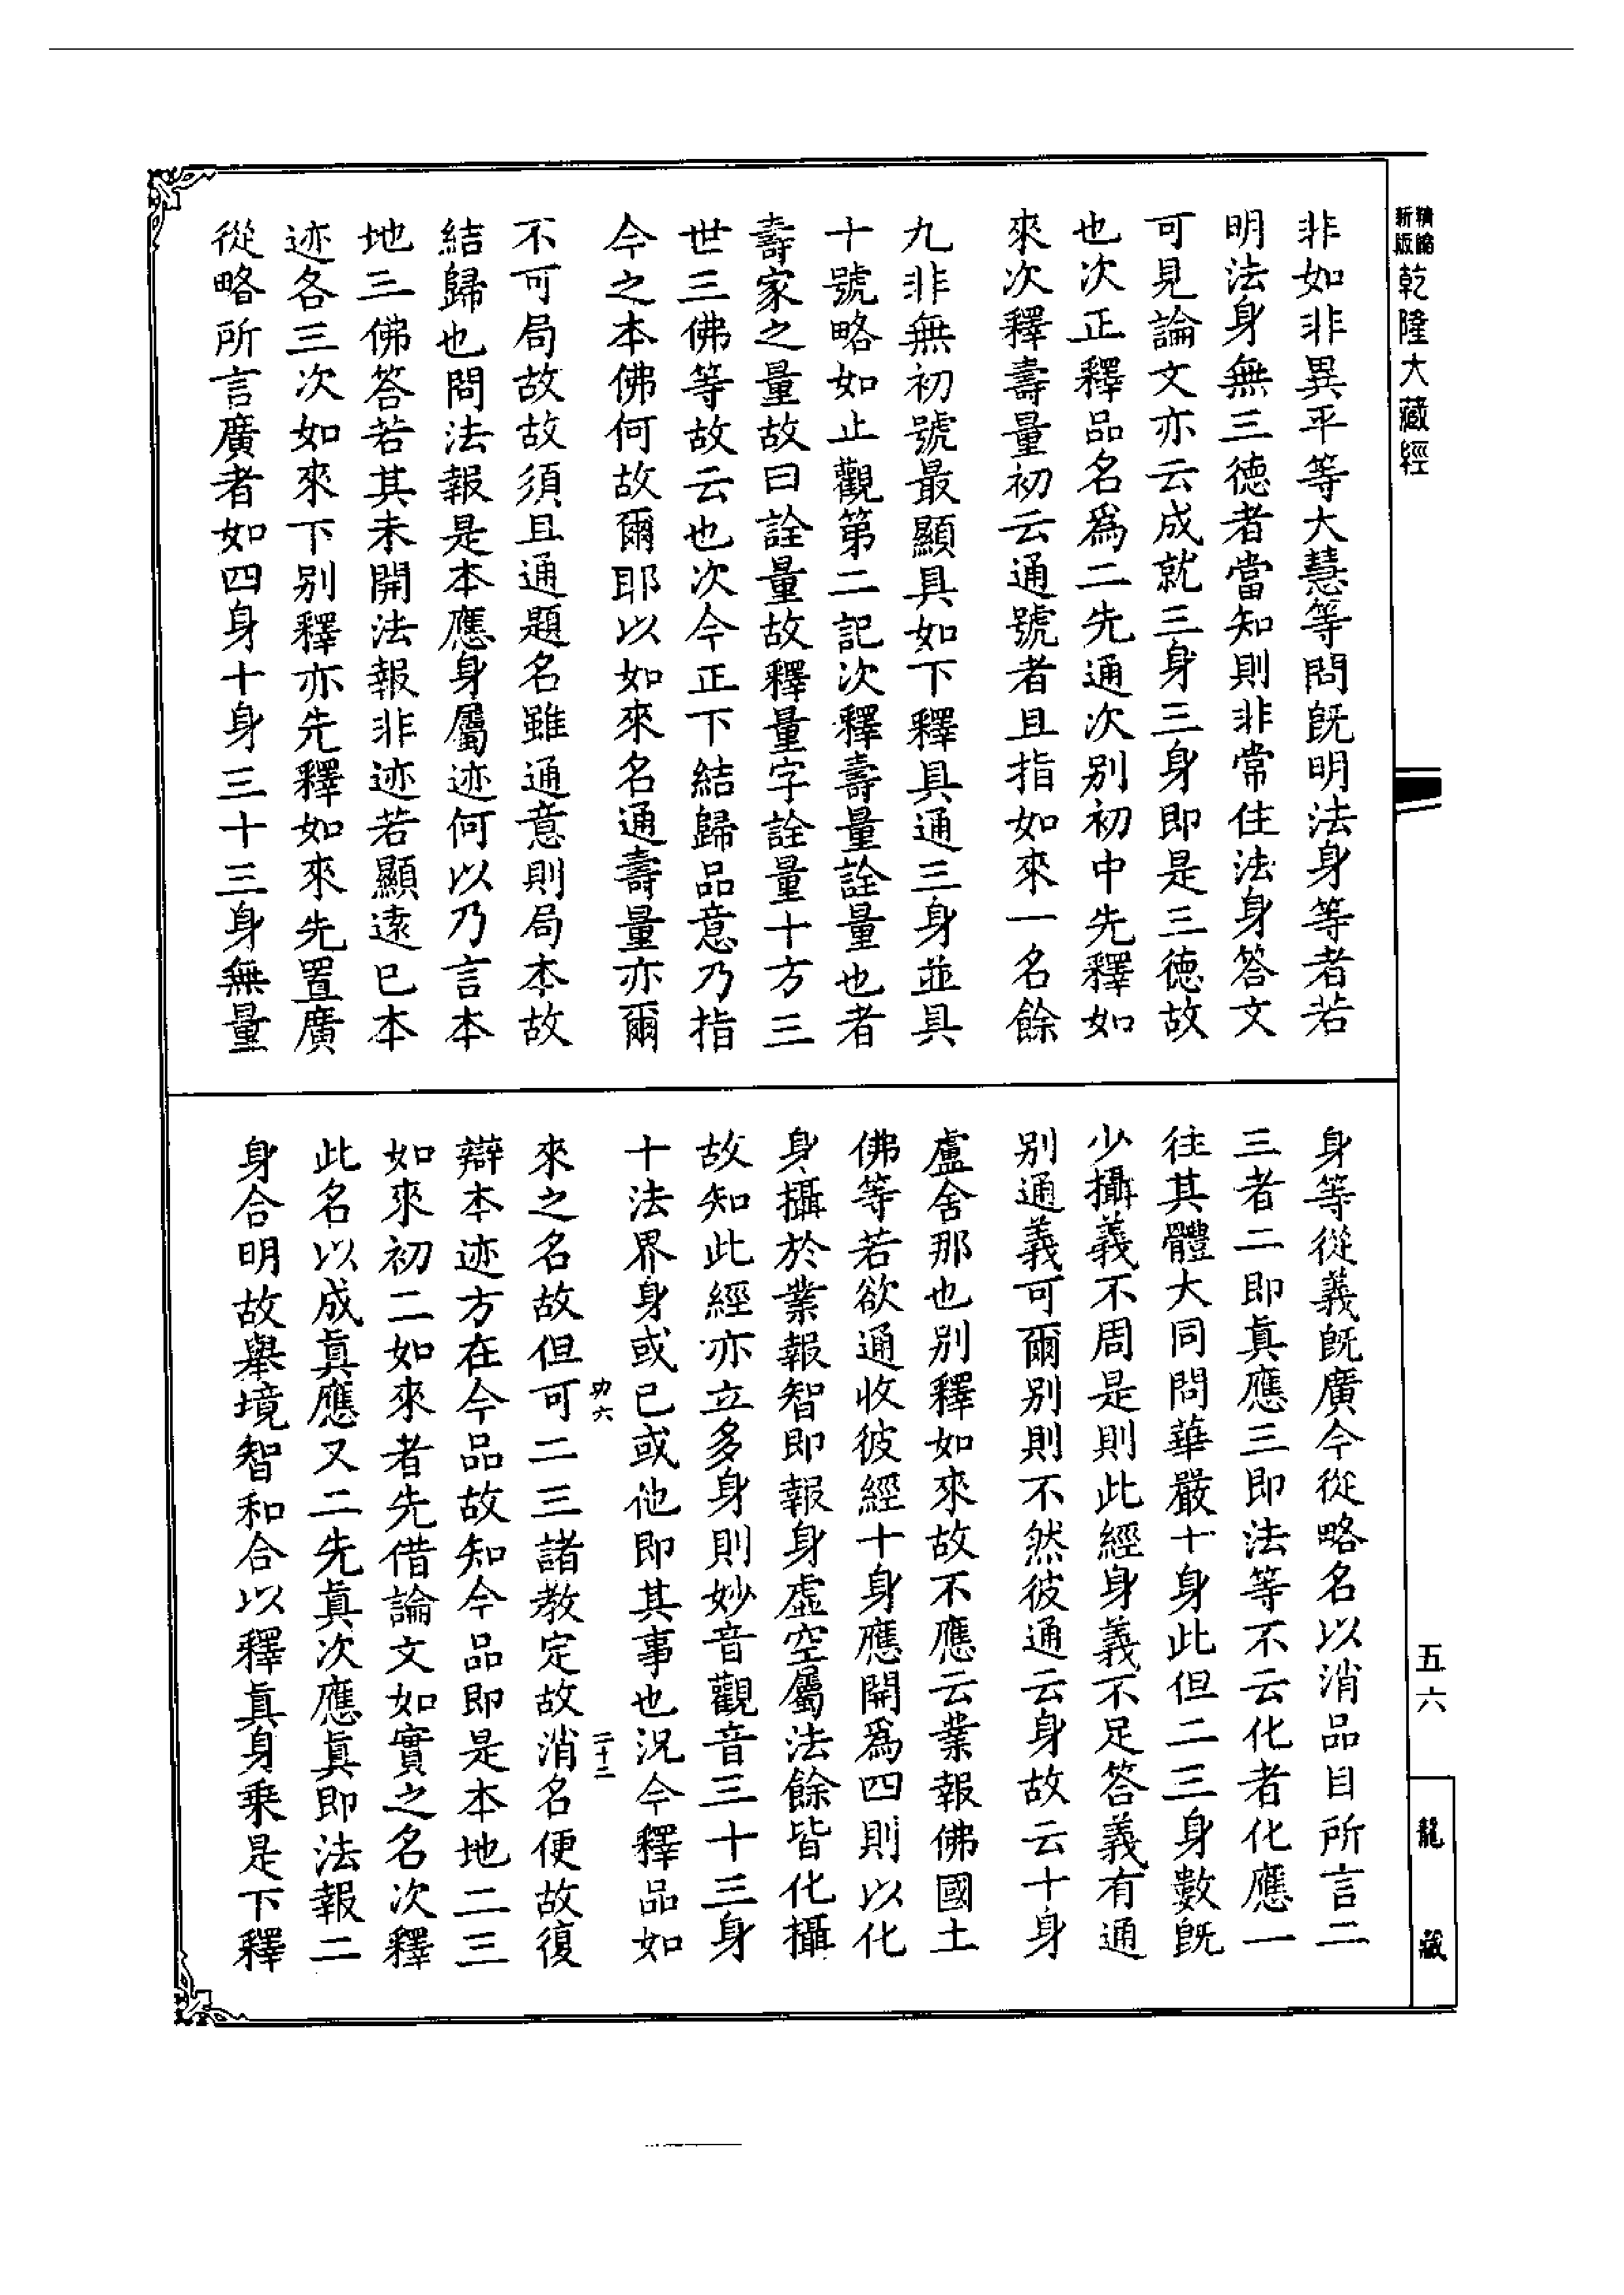 精縮
新版
乾隆大藏經
非如非異平等大慧等問既明法身等者若
明法身無三德者當知則非常住法身答文
可見論文亦云成就三身三身即是三德故
也次正釋品名爲二先通次別初中先釋如
來次釋壽量初云通號者且指如來一名餘
九非無初號最顯具如下釋具通三身並具
十號略如止觀第二記次釋壽量詮量也者
壽家之量故曰詮量故釋量字詮量十方三
世三佛等故云也次今正下結歸品意乃指
今之本佛何故爾耶以如來名通壽量亦爾
不可局故故須且通題名雖通意則局本故
結歸也問法報是本應身屬迹何以乃言本
地三佛答若其未開法報非迹若顯遠已本
迹各三次如來下別釋亦先釋如來先置廣
從略所言廣者如四身十身三十三身無量
身等從義既廣今從略名以消品目所言二
三者二即眞應三即法等不云化者化應一
往其體大同問華嚴十身此但二三身數既
少攝義不周是則此經身義不足答義有通
別通義可爾別則不然彼通云身故云十身
盧舍那也別釋如來故不應云業報佛國土
佛等若欲通收彼經十身應開爲四則以化
身攝於業報智即報身虛空屬法餘皆化攝
故知此經亦立多身則妙音觀音三十三身
十法界身或已或他即其事也況今釋品如
功六
二十二
來之名故但可二三諸教定故消名便故復
辯本迹方在今品故知今品即是本地二三
如來初二如來者先借論文如實之名次釋
此名以成眞應又二先眞次應眞即法報二
身合明故舉境智和合以釋眞身乘是下釋
五六
龍
藏